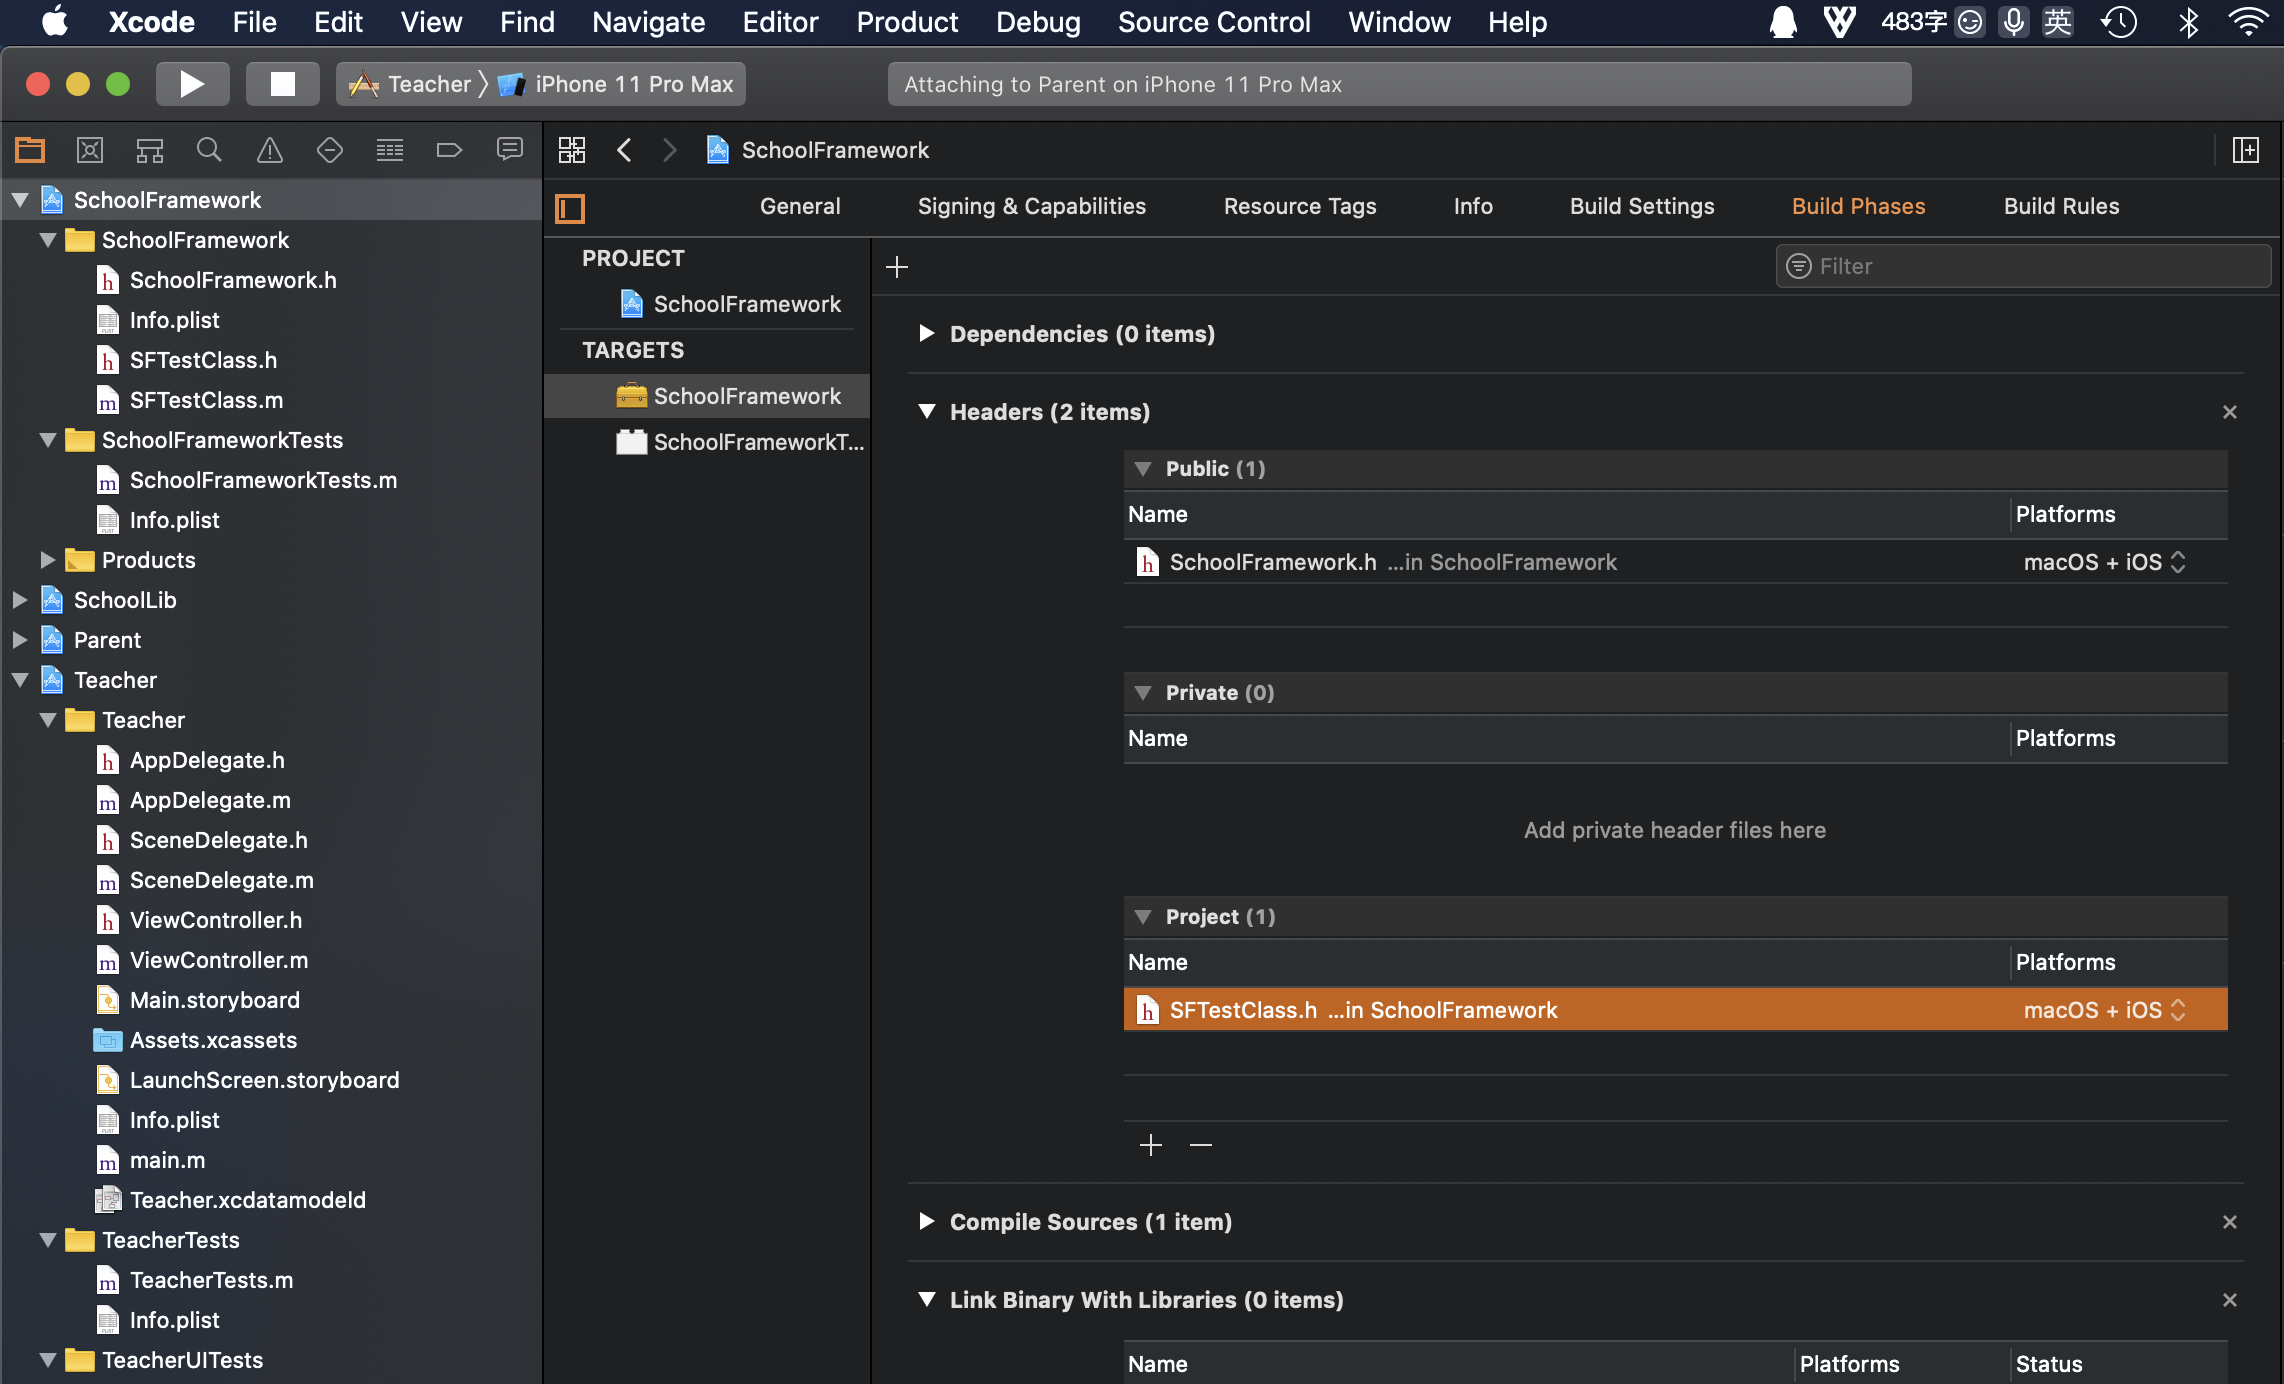 Xcode File Edit View Find Navigate Editor Product Debug Source Control Window Help 483字 英
Teacher iPhone 11 Pro Max
Attaching to Parent on iPhone 11 Pro Max
SchoolFramework
SchoolFramework
SchoolFramework.h
Info.plist
SFTestClass.h
SFTestClass.m
SchoolFrameworkTests
SchoolFrameworkTests.m
Info.plist
Products
SchoolLib
Parent
Teacher
Teacher
AppDelegate.h
AppDelegate.m
SceneDelegate.h
SceneDelegate.m
ViewController.h
ViewController.m
Main.storyboard
Assets.xcassets
LaunchScreen.storyboard
Info.plist
main.m
Teacher.xcdatamodeld
TeacherTests
TeacherTests.m
Info.plist
TeacherUITests
SchoolFramework
General Signing & Capabilities Resource Tags Info Build Settings Build Phases Build Rules
PROJECT
SchoolFramework
TARGETS
SchoolFramework
SchoolFrameworkT...
Filter
Dependencies (0 items)
Headers (2 items)
Public (1)
Name Platforms
SchoolFramework.h ...in SchoolFramework macOS + iOS
Private (0)
Name Platforms
Add private header files here
Project (1)
Name Platforms
SFTestClass.h ...in SchoolFramework macOS + iOS
Compile Sources (1 item)
Link Binary With Libraries (0 items)
Name Platforms Status